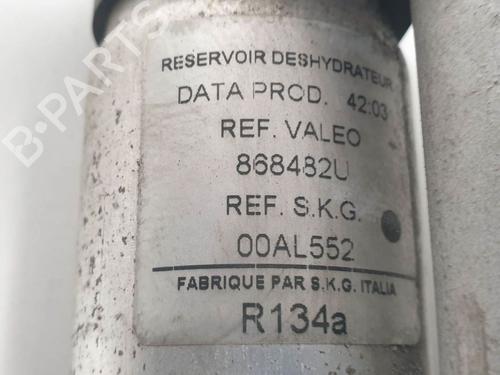 RESERVOIR DESHYDRATEUR
DATA PROD. 42:03
REF. VALEO
868482U
REF. S.K.G.
00AL552
FABRIQUE PAR S.K.G. ITALIA
R134a
B-PARTS